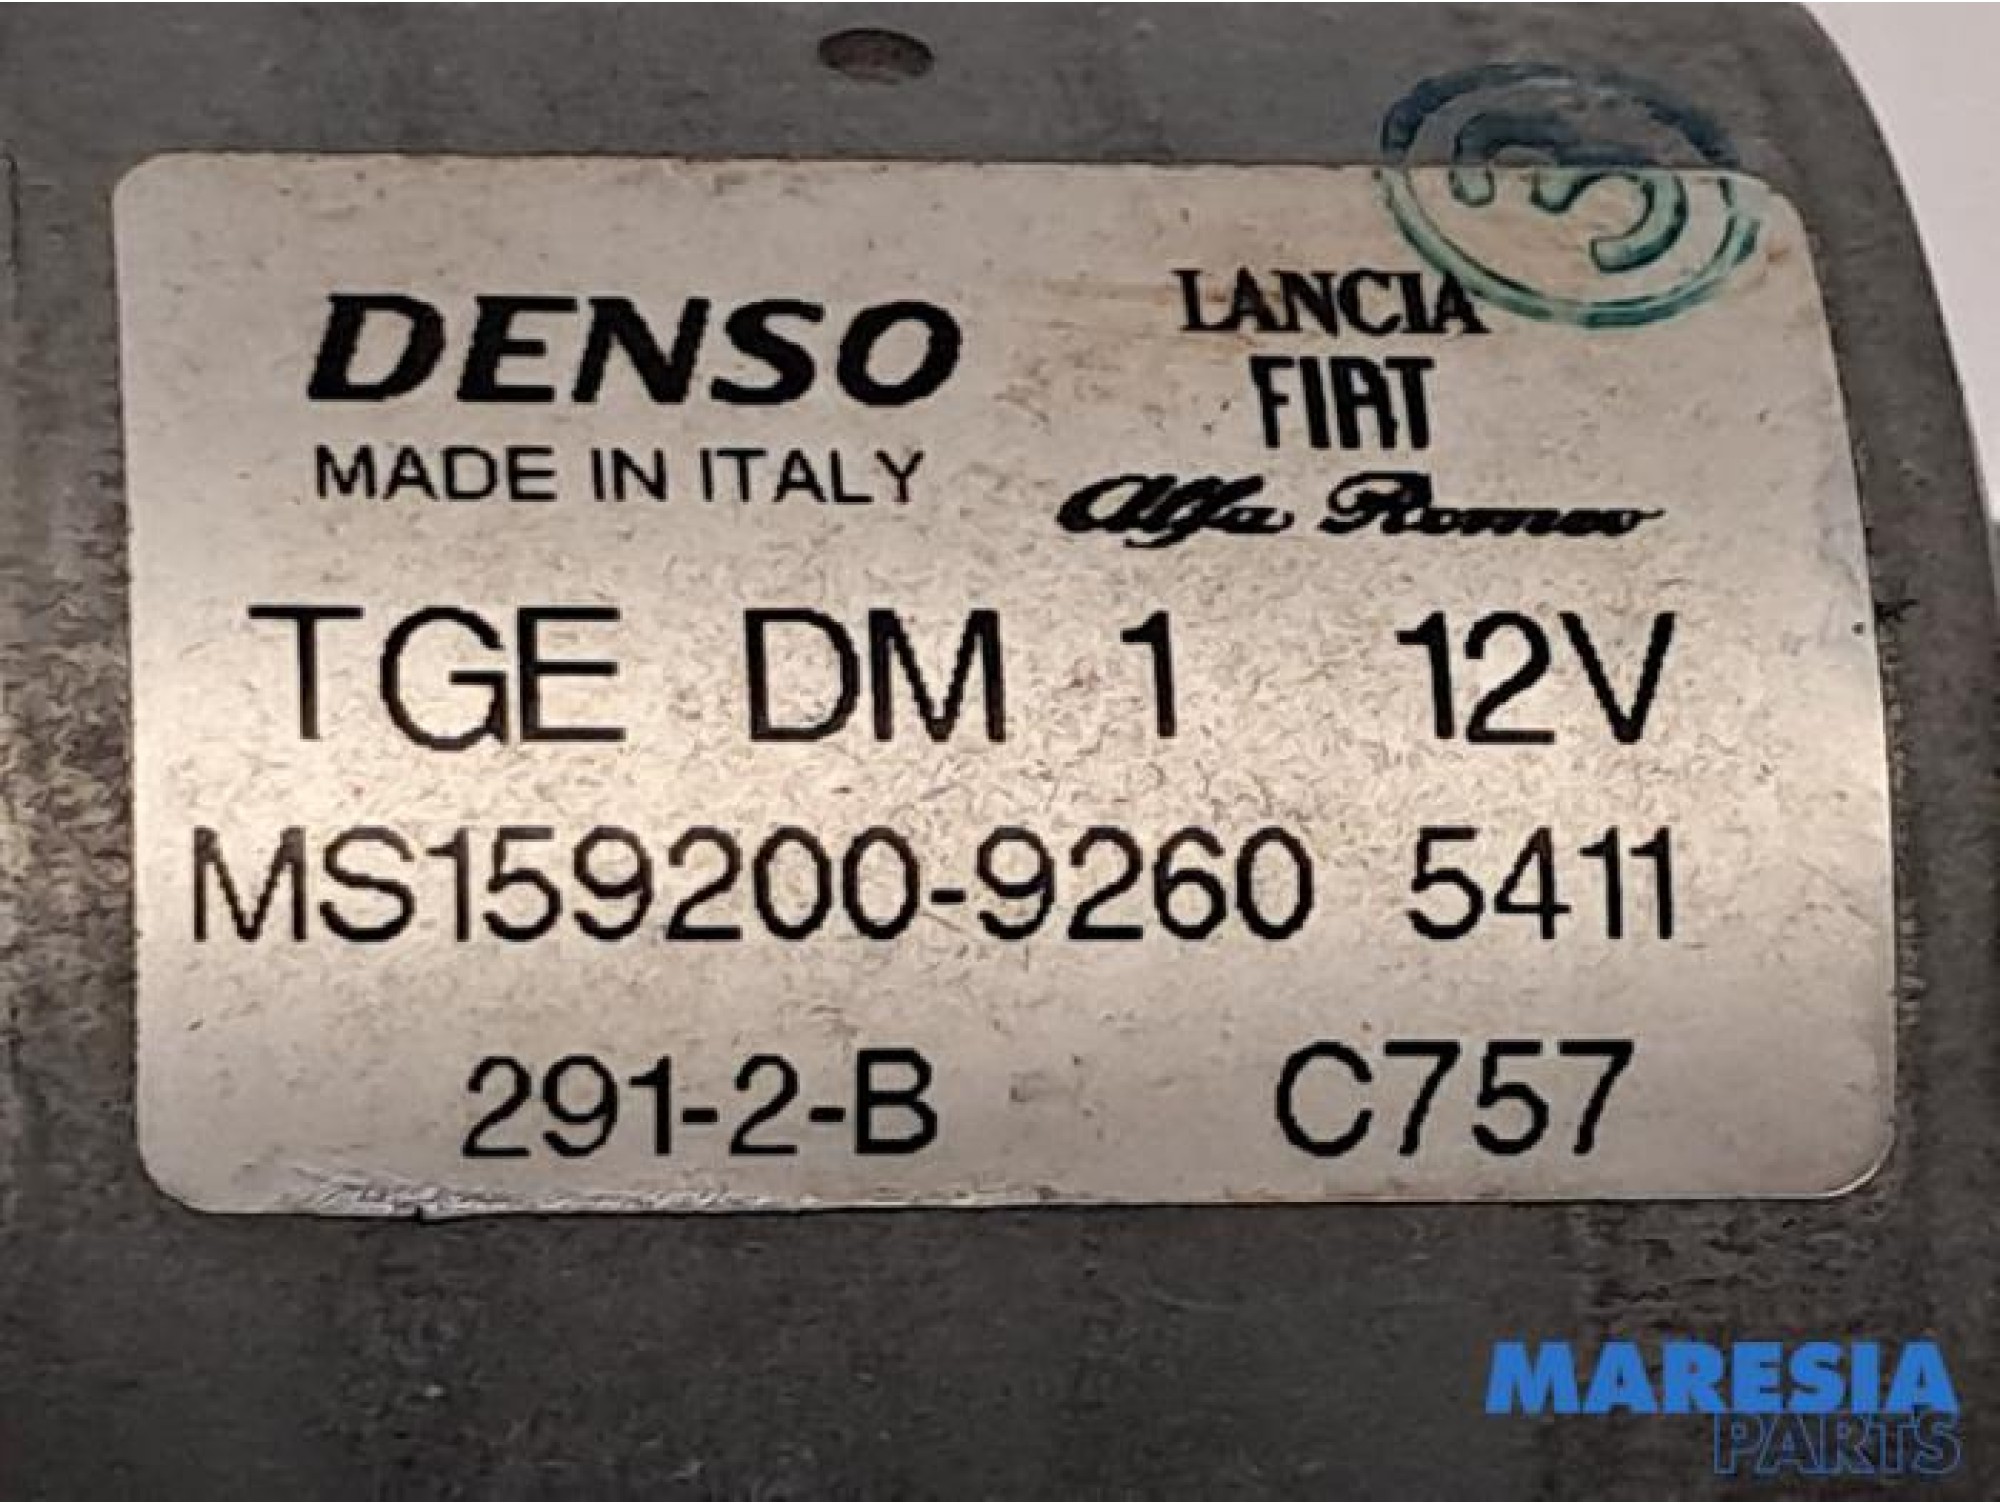 3
DENSO
MADE IN ITALY
LANCIA
FIAT
Alfa Romeo
TGE DM 1 12V
MS159200-9260 5411
291-2-B C757
MARESIA
PARTS